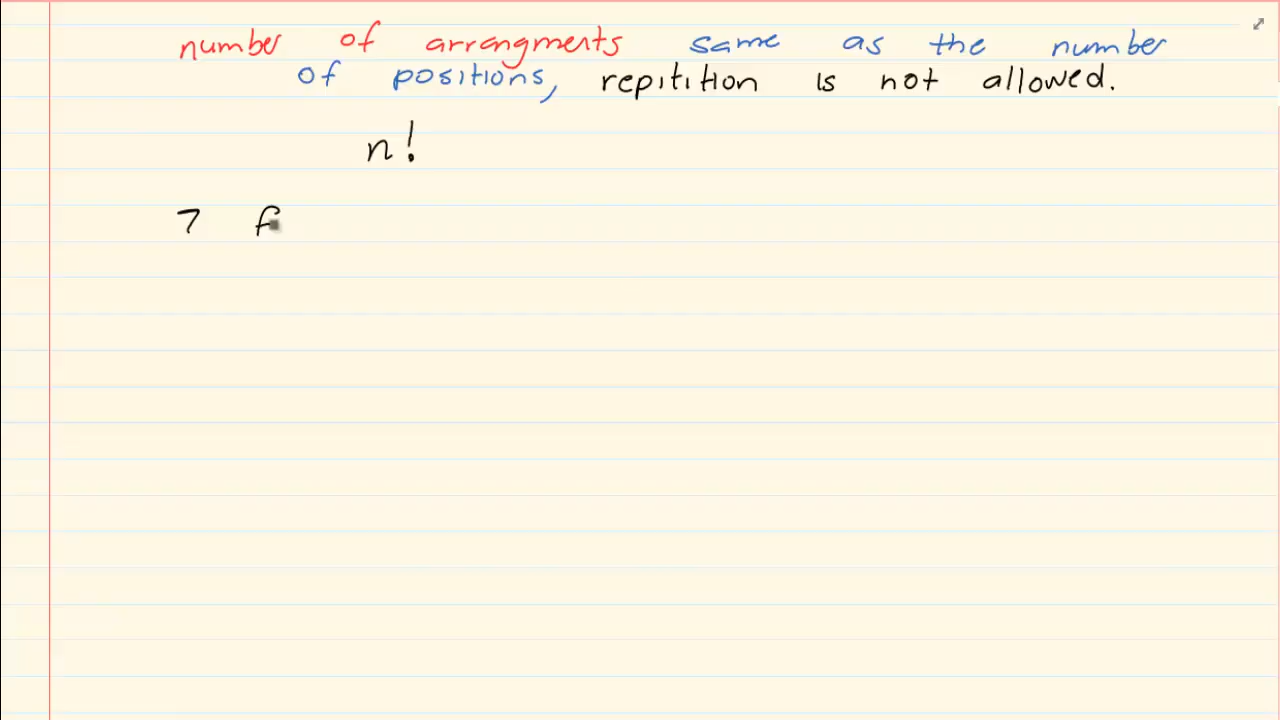 number of arrangments same as the number
of positions, repitition is not allowed.
n!
7 f